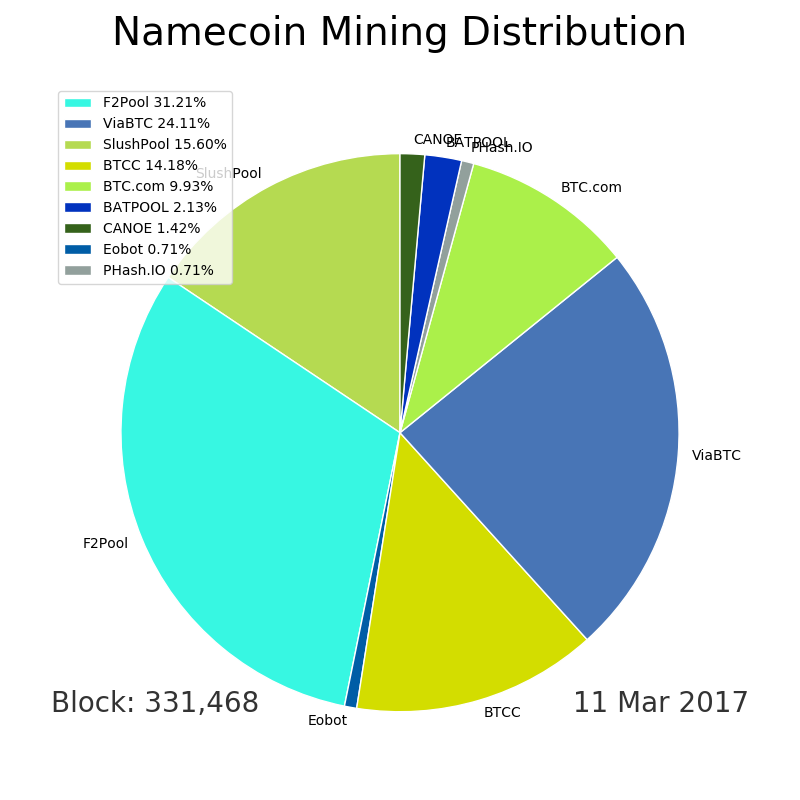 Namecoin Mining Distribution
F2Pool 31.21%
ViaBTC 24.11%
SlushPool 15.60%
BTCC 14.18%
BTC.com 9.93%
BATPOOL 2.13%
CANOE 1.42%
Eobot 0.71%
PHash.IO 0.71%
CANOE
BATPOOL
PHash.IO
SlushPool
BTC.com
ViaBTC
F2Pool
Block: 331,468
11 Mar 2017
BTCC
Eobot